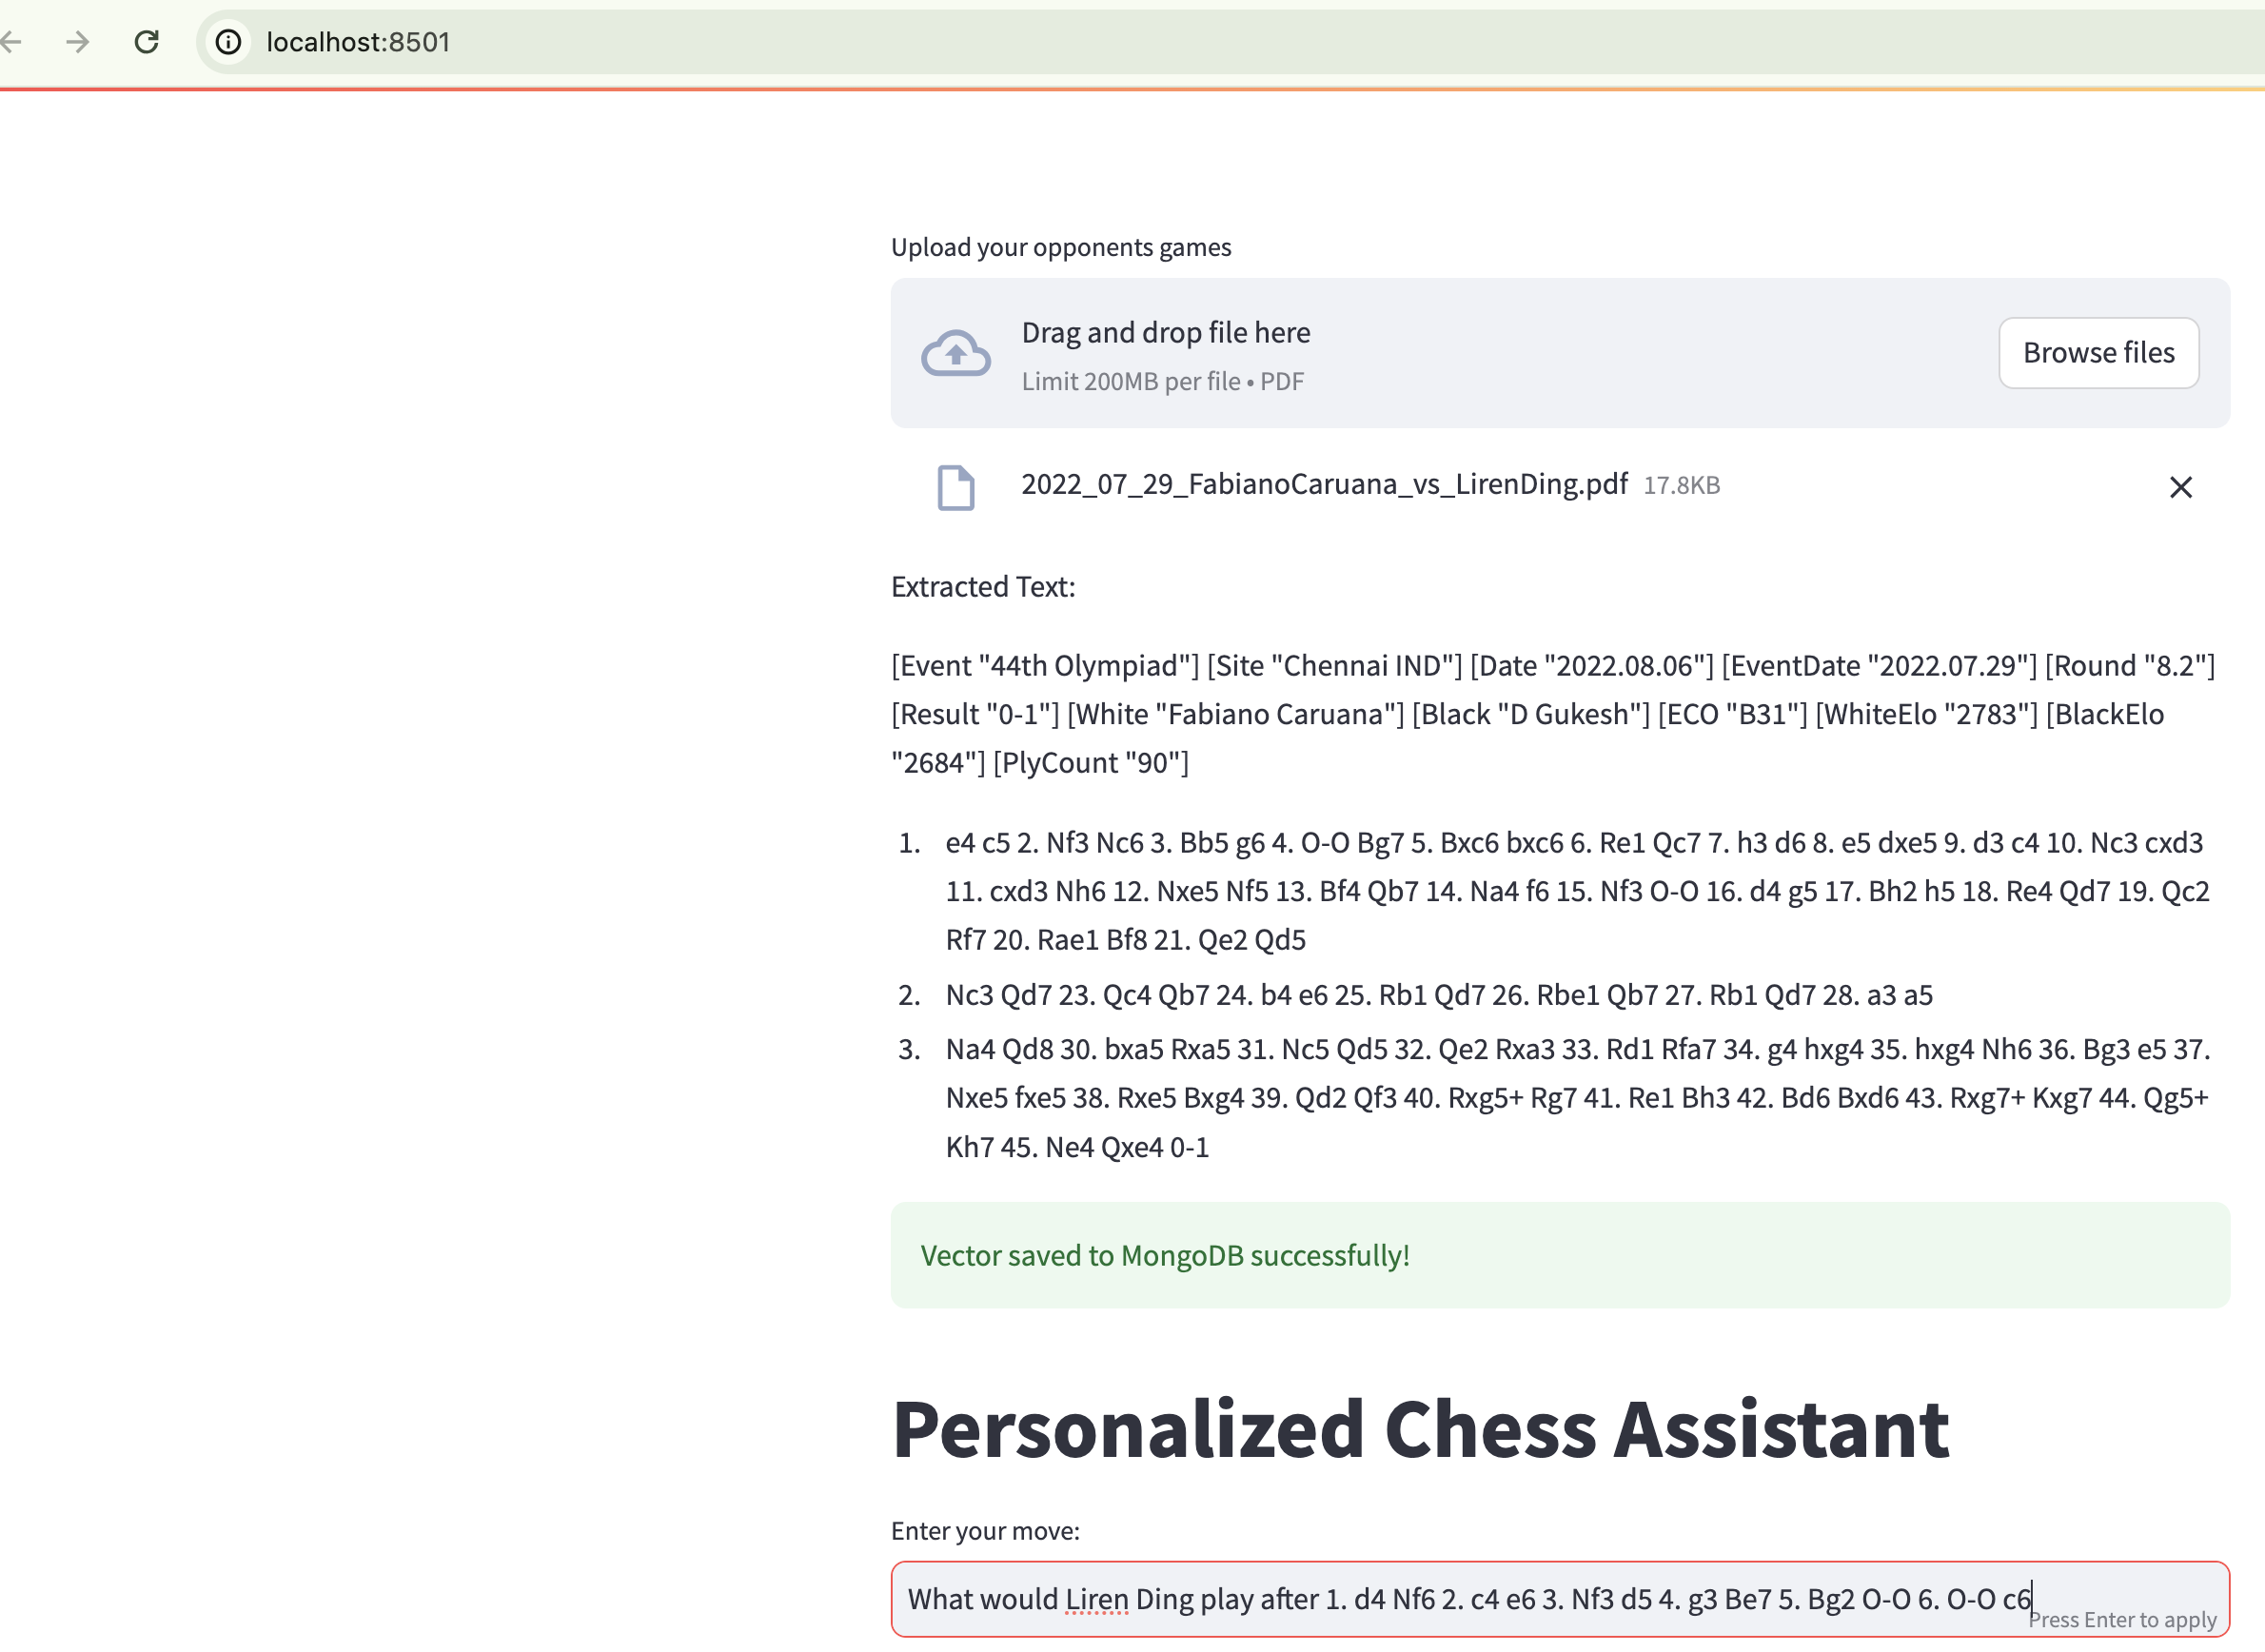 localhost:8501
Upload your opponents games
Drag and drop file here
Limit 200MB per file • PDF
Browse files
2022_07_29_FabianoCaruana_vs_LirenDing.pdf 17.8KB
Extracted Text:
[Event "44th Olympiad"] [Site "Chennai IND"] [Date "2022.08.06"] [EventDate "2022.07.29"] [Round "8.2"]
[Result "0-1"] [White "Fabiano Caruana"] [Black "D Gukesh"] [ECO "B31"] [WhiteElo "2783"] [BlackElo
"2684"] [PlyCount "90"]
1. e4 c5 2. Nf3 Nc6 3. Bb5 g6 4. O-O Bg7 5. Bxc6 bxc6 6. Re1 Qc7 7. h3 d6 8. e5 dxe5 9. d3 c4 10. Nc3 cxd3
11. cxd3 Nh6 12. Nxe5 Nf5 13. Bf4 Qb7 14. Na4 f6 15. Nf3 O-O 16. d4 g5 17. Bh2 h5 18. Re4 Qd7 19. Qc2
Rf7 20. Rae1 Bf8 21. Qe2 Qd5
2. Nc3 Qd7 23. Qc4 Qb7 24. b4 e6 25. Rb1 Qd7 26. Rbe1 Qb7 27. Rb1 Qd7 28. a3 a5
3. Na4 Qd8 30. bxa5 Rxa5 31. Nc5 Qd5 32. Qe2 Rxa3 33. Rd1 Rfa7 34. g4 hxg4 35. hxg4 Nh6 36. Bg3 e5 37.
Nxe5 fxe5 38. Rxe5 Bxg4 39. Qd2 Qf3 40. Rxg5+ Rg7 41. Re1 Bh3 42. Bd6 Bxd6 43. Rxg7+ Kxg7 44. Qg5+
Kh7 45. Ne4 Qxe4 0-1
Vector saved to MongoDB successfully!
Personalized Chess Assistant
Enter your move:
What would Liren Ding play after 1. d4 Nf6 2. c4 e6 3. Nf3 d5 4. g3 Be7 5. Bg2 O-O 6. O-O c6
Press Enter to apply